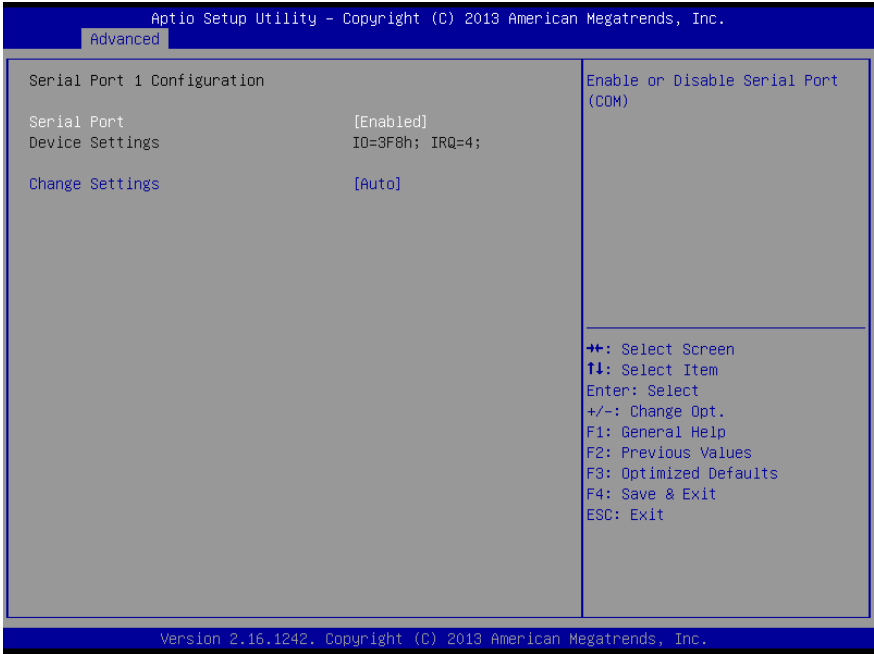 Aptio Setup Utility – Copyright (C) 2013 American Megatrends, Inc.
Advanced
Serial Port 1 Configuration
Serial Port [Enabled]
Device Settings IO=3F8h; IRQ=4;
Change Settings [Auto]
Enable or Disable Serial Port
(COM)
→←: Select Screen
↑↓: Select Item
Enter: Select
+/-: Change Opt.
F1: General Help
F2: Previous Values
F3: Optimized Defaults
F4: Save & Exit
ESC: Exit
Version 2.16.1242. Copyright (C) 2013 American Megatrends, Inc.